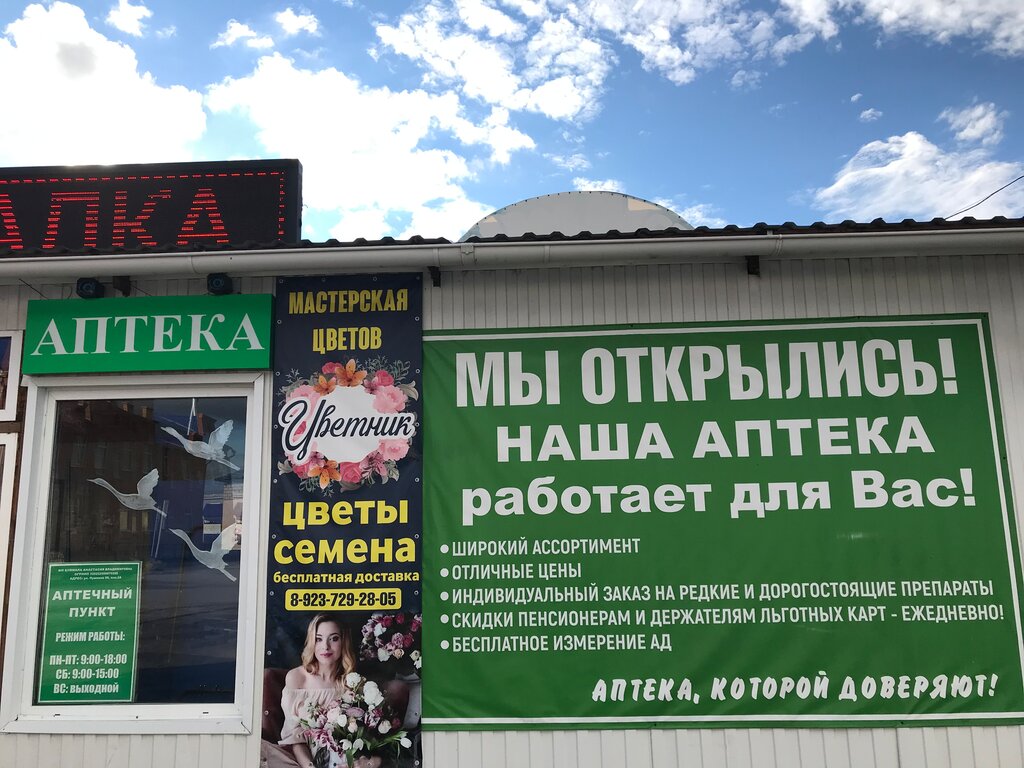 АПКА
АПТЕКА
АПТЕЧНЫЙ
ПУНКТ
РЕЖИМ РАБОТЫ:
ПН-ПТ: 9:00-18:00
СБ: 9:00-15:00
ВС: ВЫХОДНОЙ
МАСТЕРСКАЯ
ЦВЕТОВ
Цветник
цветы
семена
бесплатная доставка
8-923-729-28-05
МЫ ОТКРЫЛИСЬ!
НАША АПТЕКА
работает для Вас!
•ШИРОКИЙ АССОРТИМЕНТ
•ОТЛИЧНЫЕ ЦЕНЫ
•ИНДИВИДУАЛЬНЫЙ ЗАКАЗ НА РЕДКИЕ И ДОРОГОСТОЯЩИЕ ПРЕПАРАТЫ
•СКИДКИ ПЕНСИОНЕРАМ И ДЕРЖАТЕЛЯМ ЛЬГОТНЫХ КАРТ - ЕЖЕДНЕВНО!
•БЕСПЛАТНОЕ ИЗМЕРЕНИЕ АД
АПТЕКА, КОТОРОЙ ДОВЕРЯЮТ!